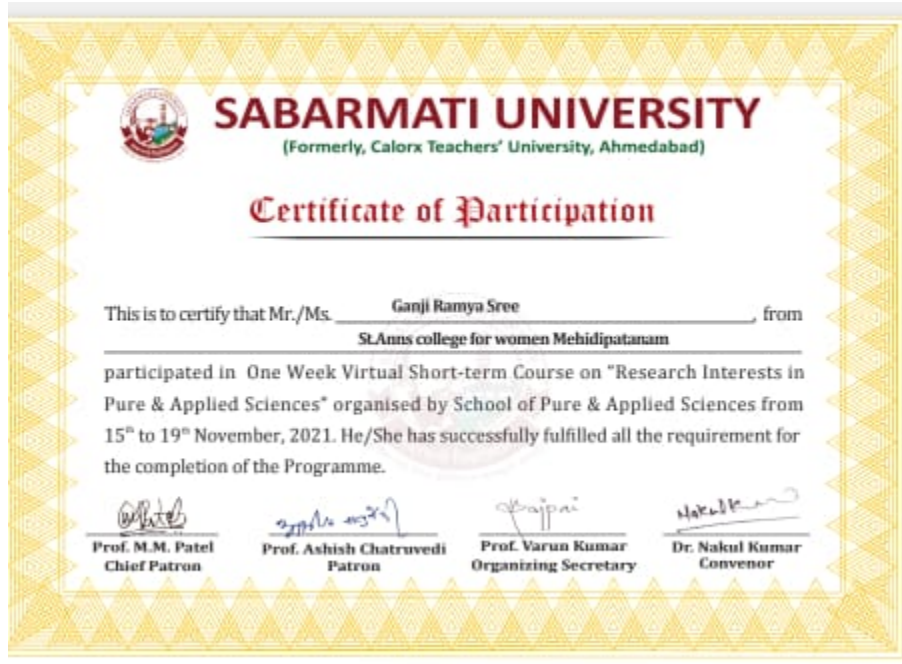 SABARMATI UNIVERSITY
(Formerly, Calorx Teachers' University, Ahmedabad)
Certificate of Participation
This is to certify that Mr./Ms. Ganji Ramya Sree, from
St.Anns college for women Mehidipatanam
participated in One Week Virtual Short-term Course on "Research Interests in
Pure & Applied Sciences" organised by School of Pure & Applied Sciences from
15th to 19th November, 2021. He/She has successfully fulfilled all the requirement for
the completion of the Programme.
Prof. M.M. Patel
Chief Patron
Prof. Ashish Chatruvedi
Patron
Prof. Varun Kumar
Organizing Secretary
Dr. Nakul Kumar
Convenor